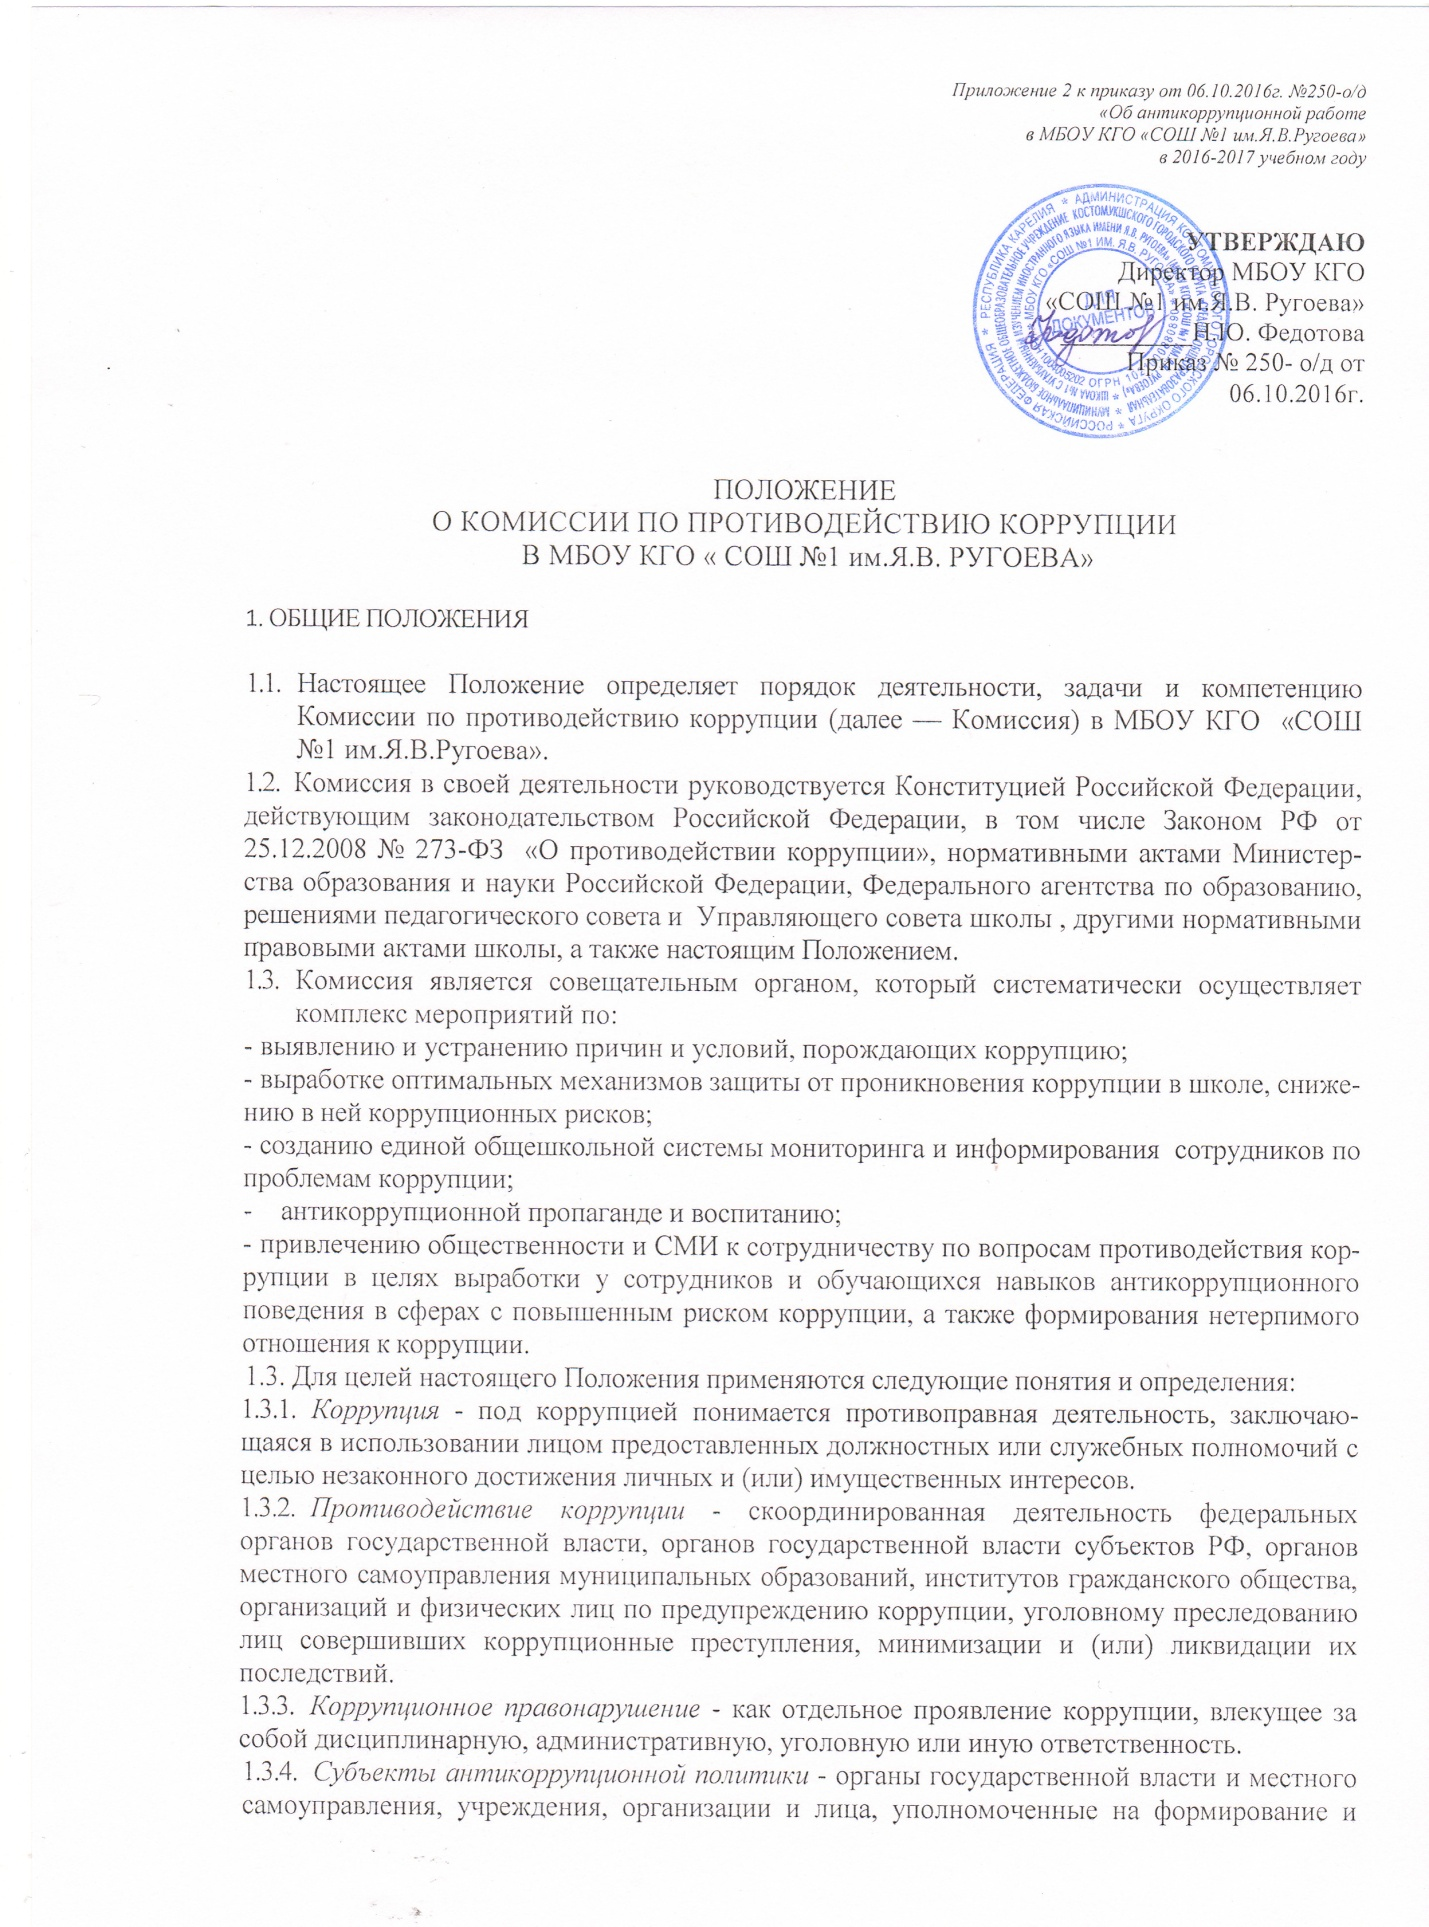 Приложение 2 к приказу от 06.10.2016г. №250-о/д
«Об антикоррупционной работе
в МБОУ КГО «СОШ №1 им.Я.В.Ругоева»
в 2016-2017 учебном году
РОССИЙСКАЯ ФЕДЕРАЦИЯ * РЕСПУБЛИКА КАРЕЛИЯ * АДМИНИСТРАЦИЯ КОСТОМУКШСКОГО ГОРОДСКОГО ОКРУГА *
МБОУ КГО «СОШ №1 ИМ. Я.В. РУГОЕВА»
ДЛЯ
ДОКУМЕНТОВ
УТВЕРЖДАЮ
Директор МБОУ КГО
«СОШ №1 им.Я.В. Ругоева»
Н.Ю. Федотова
Приказ № 250- о/д от
06.10.2016г.
ПОЛОЖЕНИЕ
О КОМИССИИ ПО ПРОТИВОДЕЙСТВИЮ КОРРУПЦИИ
В МБОУ КГО « СОШ №1 им.Я.В. РУГОЕВА»
1. ОБЩИЕ ПОЛОЖЕНИЯ
1.1. Настоящее Положение определяет порядок деятельности, задачи и компетенцию
Комиссии по противодействию коррупции (далее — Комиссия) в МБОУ КГО «СОШ
№1 им.Я.В.Ругоева».
1.2. Комиссия в своей деятельности руководствуется Конституцией Российской Федерации,
действующим законодательством Российской Федерации, в том числе Законом РФ от
25.12.2008 № 273-ФЗ «О противодействии коррупции», нормативными актами Министер-
ства образования и науки Российской Федерации, Федерального агентства по образованию,
решениями педагогического совета и Управляющего совета школы , другими нормативными
правовыми актами школы, а также настоящим Положением.
1.3. Комиссия является совещательным органом, который систематически осуществляет
комплекс мероприятий по:
- выявлению и устранению причин и условий, порождающих коррупцию;
- выработке оптимальных механизмов защиты от проникновения коррупции в школе, сниже-
нию в ней коррупционных рисков;
- созданию единой общешкольной системы мониторинга и информирования сотрудников по
проблемам коррупции;
- антикоррупционной пропаганде и воспитанию;
- привлечению общественности и СМИ к сотрудничеству по вопросам противодействия кор-
рупции в целях выработки у сотрудников и обучающихся навыков антикоррупционного
поведения в сферах с повышенным риском коррупции, а также формирования нетерпимого
отношения к коррупции.
1.3. Для целей настоящего Положения применяются следующие понятия и определения:
1.3.1. Коррупция - под коррупцией понимается противоправная деятельность, заключаю-
щаяся в использовании лицом предоставленных должностных или служебных полномочий с
целью незаконного достижения личных и (или) имущественных интересов.
1.3.2. Противодействие коррупции - скоординированная деятельность федеральных
органов государственной власти, органов государственной власти субъектов РФ, органов
местного самоуправления муниципальных образований, институтов гражданского общества,
организаций и физических лиц по предупреждению коррупции, уголовному преследованию
лиц совершивших коррупционные преступления, минимизации и (или) ликвидации их
последствий.
1.3.3. Коррупционное правонарушение - как отдельное проявление коррупции, влекущее за
собой дисциплинарную, административную, уголовную или иную ответственность.
1.3.4. Субъекты антикоррупционной политики - органы государственной власти и местного
самоуправления, учреждения, организации и лица, уполномоченные на формирование и